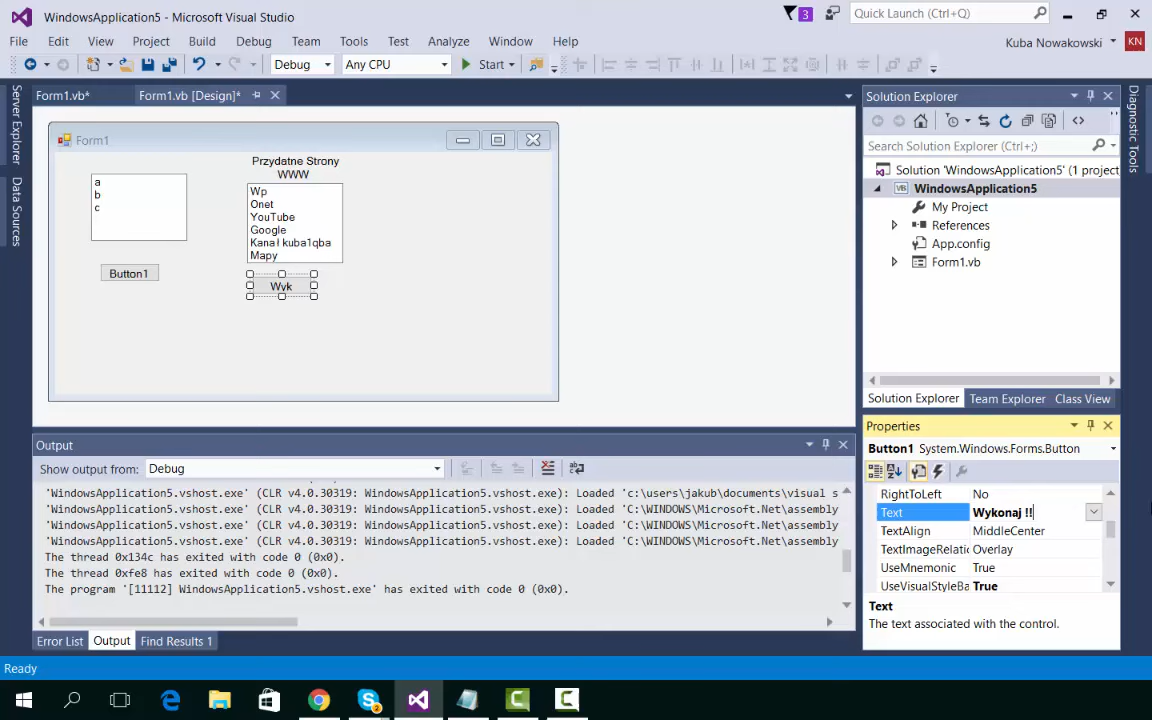 WindowsApplication5 - Microsoft Visual Studio
3
Quick Launch (Ctrl+Q)
File Edit View Project Build Debug Team Tools Test Analyze Window Help
Kuba Nowakowski KN
Debug Any CPU Start
Server Explorer
Data Sources
Form1.vb* Form1.vb [Design]*
Form1
a
b
c
Button1
Przydatne Strony
WWW
Wp
Onet
YouTube
Google
Kanał kuba1qba
Mapy
Wyk
Solution Explorer
Search Solution Explorer (Ctrl+;)
Solution 'WindowsApplication5' (1 project
VB WindowsApplication5
My Project
References
App.config
Form1.vb
Solution Explorer Team Explorer Class View
Diagnostic Tools
Output
Show output from: Debug
'WindowsApplication5.vshost.exe' (CLR v4.0.30319: WindowsApplication5.vshost.exe): Loaded 'c:\users\jakub\documents\visual s
'WindowsApplication5.vshost.exe' (CLR v4.0.30319: WindowsApplication5.vshost.exe): Loaded 'C:\WINDOWS\Microsoft.Net\assembly
'WindowsApplication5.vshost.exe' (CLR v4.0.30319: WindowsApplication5.vshost.exe): Loaded 'C:\WINDOWS\Microsoft.Net\assembly
'WindowsApplication5.vshost.exe' (CLR v4.0.30319: WindowsApplication5.vshost.exe): Loaded 'C:\WINDOWS\Microsoft.Net\assembly
The thread 0x134c has exited with code 0 (0x0).
The thread 0xfe8 has exited with code 0 (0x0).
The program '[11112] WindowsApplication5.vshost.exe' has exited with code 0 (0x0).
Error List Output Find Results 1
Properties
Button1 System.Windows.Forms.Button
RightToLeft No
Text Wykonaj !!
TextAlign MiddleCenter
TextImageRelatic Overlay
UseMnemonic True
UseVisualStyleBa True
Text
The text associated with the control.
Ready